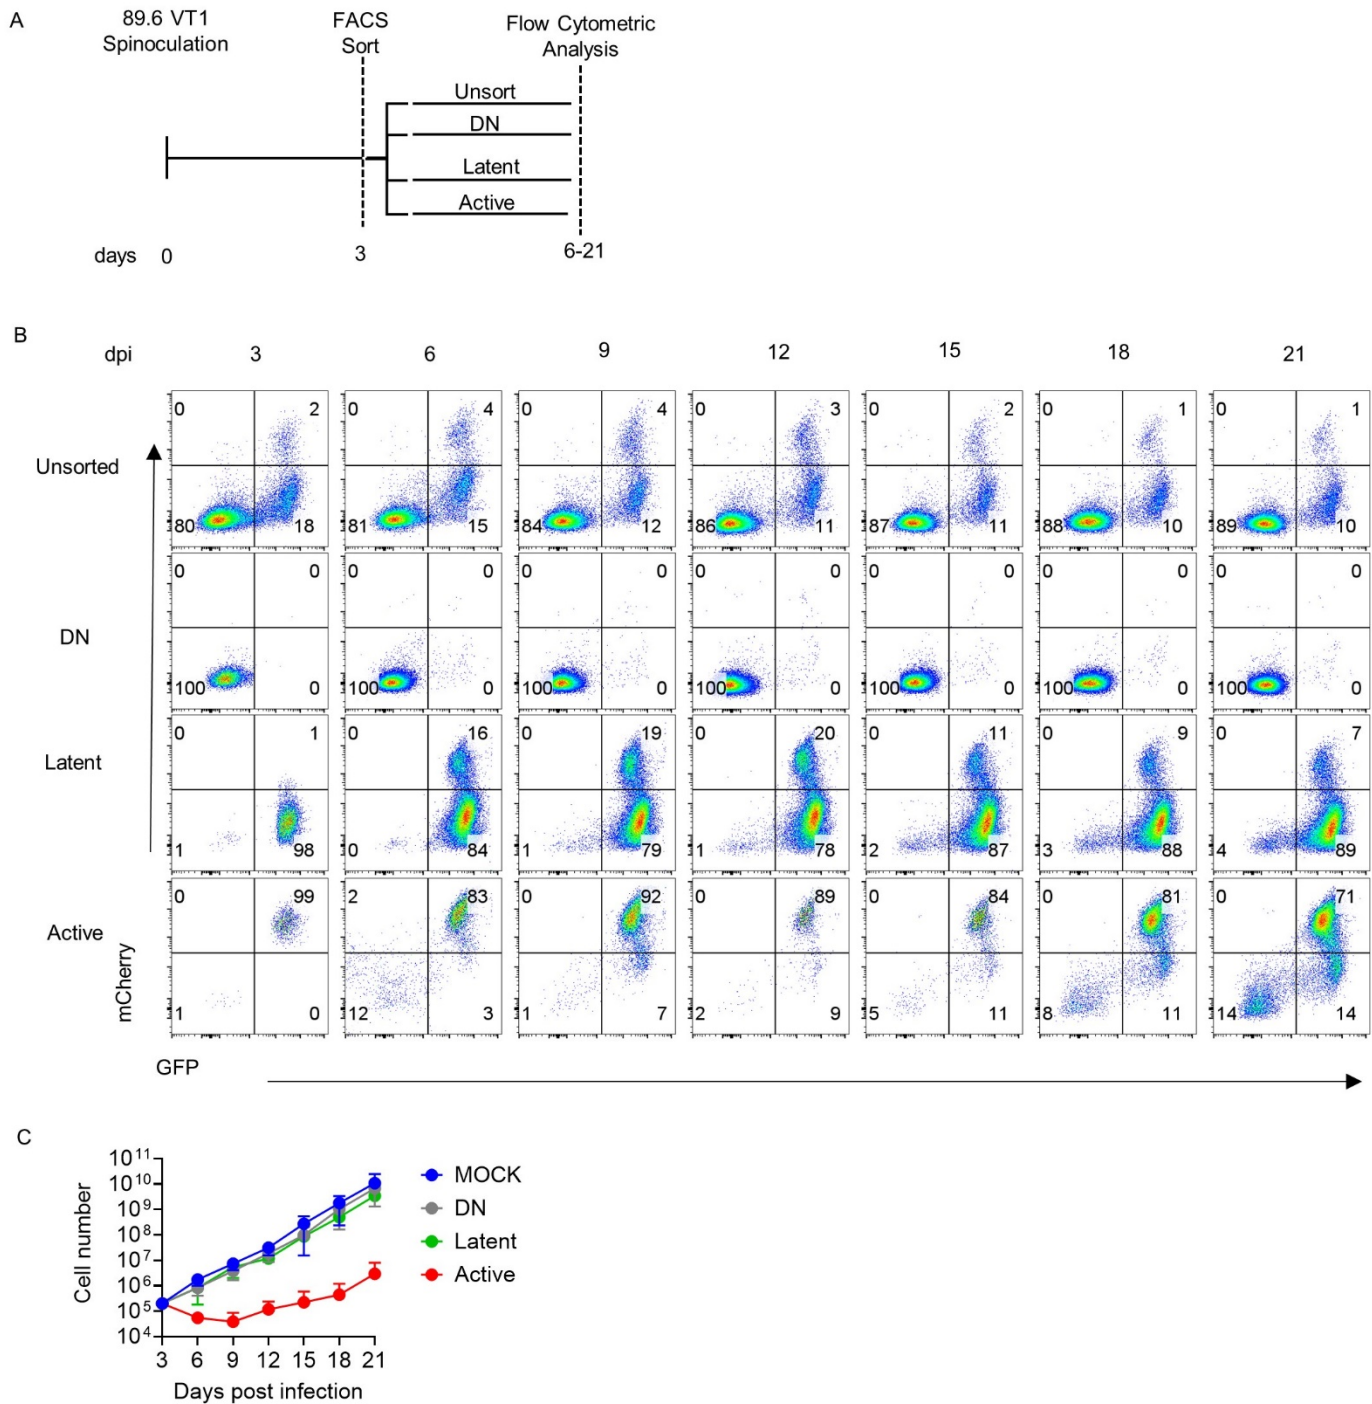 A
89.6 VT1
Spinoculation
FACS
Sort
Flow Cytometric
Analysis
Unsort
DN
Latent
Active
days 0 3 6-21
B
dpi 3 6 9 12 15 18 21
0 2 0 4 0 4 0 3 0 2 0 1 0 1
Unsorted
80 18 81 15 84 12 86 11 87 11 88 10 89 10
0 0 0 0 0 0 0 0 0 0 0 0 0 0
DN
100 0 100 0 100 0 100 0 100 0 100 0 100 0
0 1 0 16 0 19 0 20 0 11 0 9 0 7
Latent
1 98 0 84 1 79 1 78 2 87 3 88 4 89
0 99 2 83 0 92 0 89 0 84 0 81 0 71
Active
1 0 12 3 1 7 2 9 5 11 8 11 14 14
mCherry
GFP
C
Cell number
10¹¹
10¹⁰
10⁹
10⁸
10⁷
10⁶
10⁵
10⁴
3 6 9 12 15 18 21
Days post infection
MOCK
DN
Latent
Active